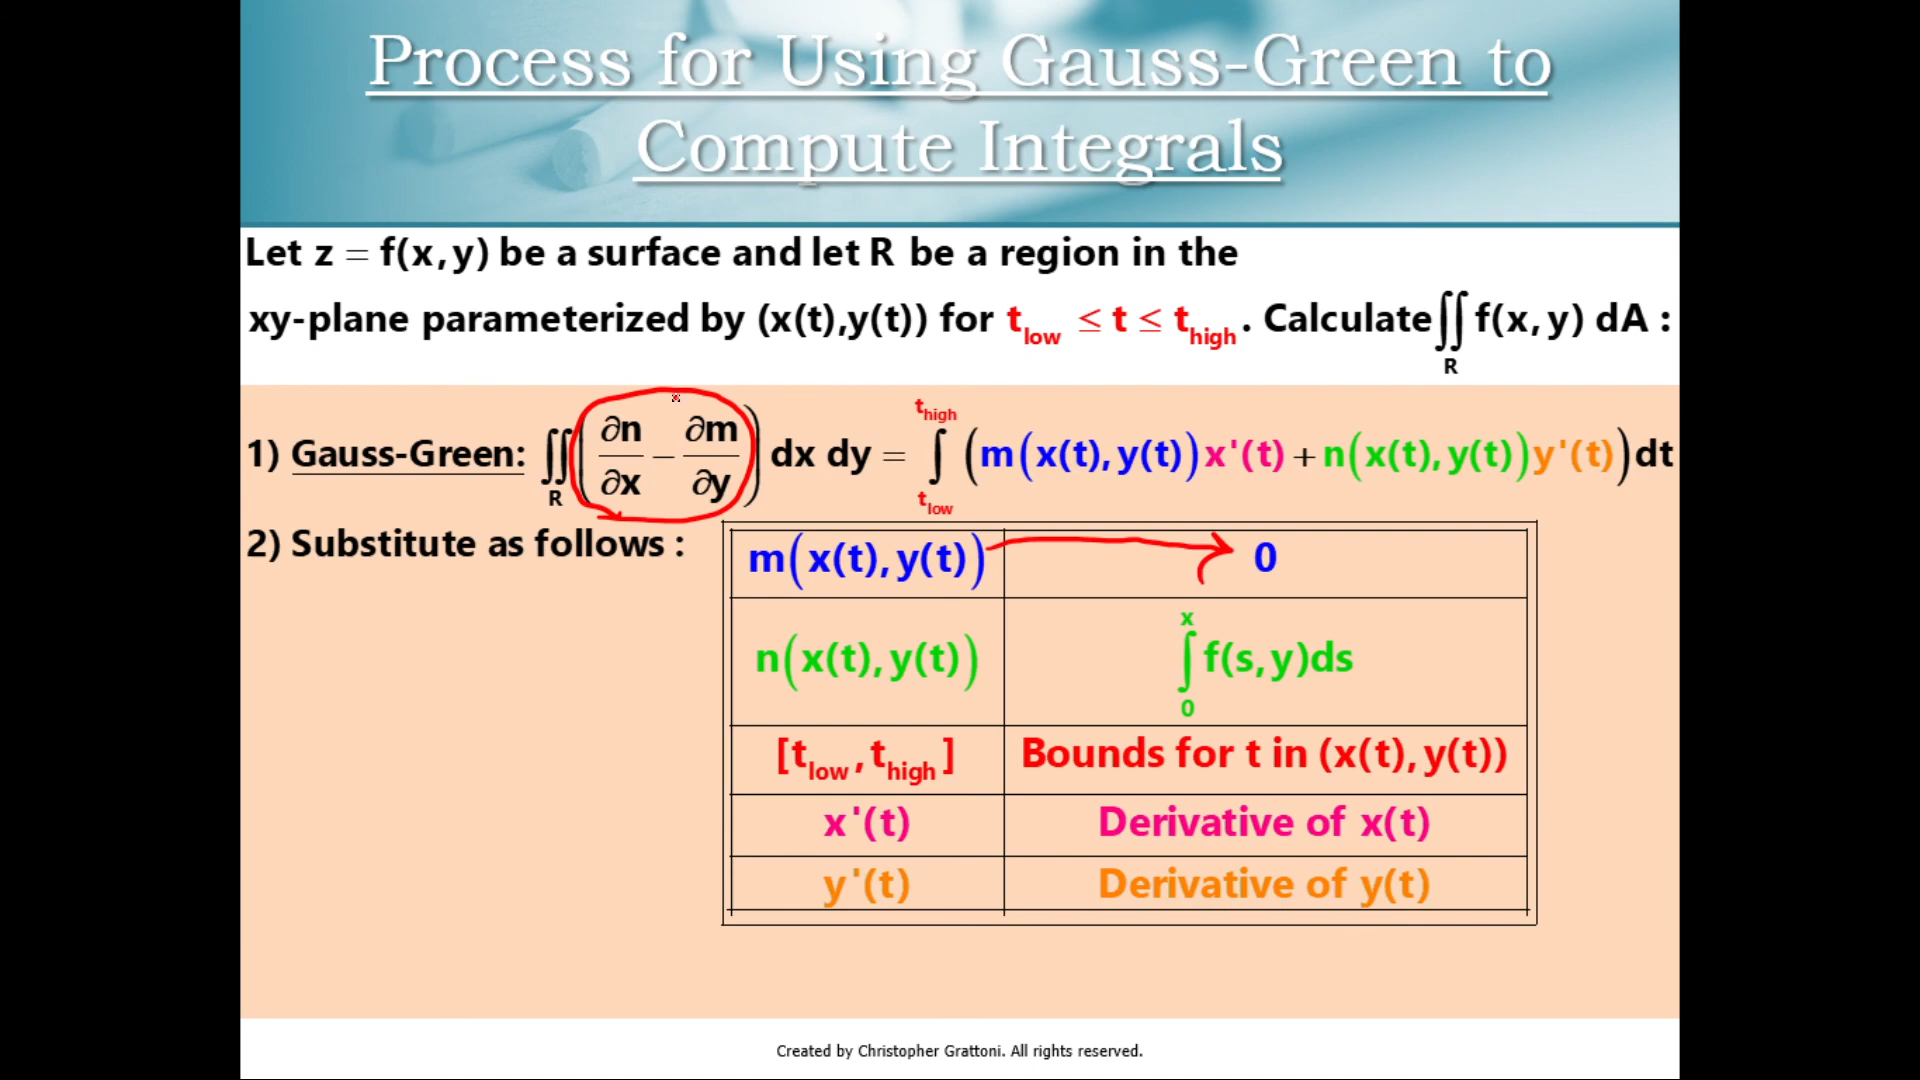 Process for Using Gauss-Green to
Compute Integrals
Let z = f(x,y) be a surface and let R be a region in the
xy-plane parameterized by (x(t),y(t)) for t_low ≤ t ≤ t_high. Calculate ∬_R f(x,y) dA :
1) Gauss-Green: ∬_R (∂n/∂x − ∂m/∂y) dx dy = ∫_{t_low}^{t_high} (m(x(t),y(t))x'(t) + n(x(t),y(t))y'(t))dt
2) Substitute as follows :
m(x(t),y(t)) 0
n(x(t),y(t)) ∫_0^x f(s,y)ds
[t_low,t_high] Bounds for t in (x(t),y(t))
x'(t) Derivative of x(t)
y'(t) Derivative of y(t)
Created by Christopher Grattoni. All rights reserved.